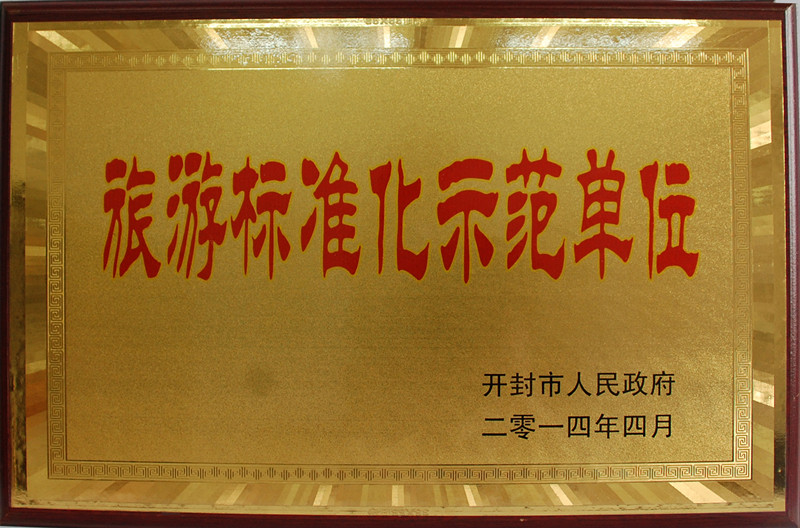 旅游标准化示范单位
开封市人民政府
二零一四年四月